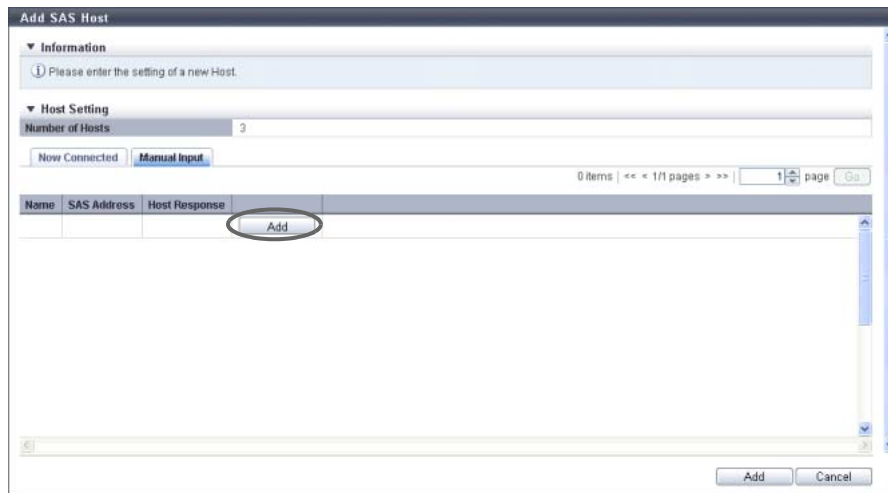 Add SAS Host
▼ Information
Please enter the setting of a new Host.
▼ Host Setting
Number of Hosts 3
Now Connected Manual Input
0 items | << < 1/1 pages > >> | 1 page Go
Name SAS Address Host Response
Add
Add Cancel